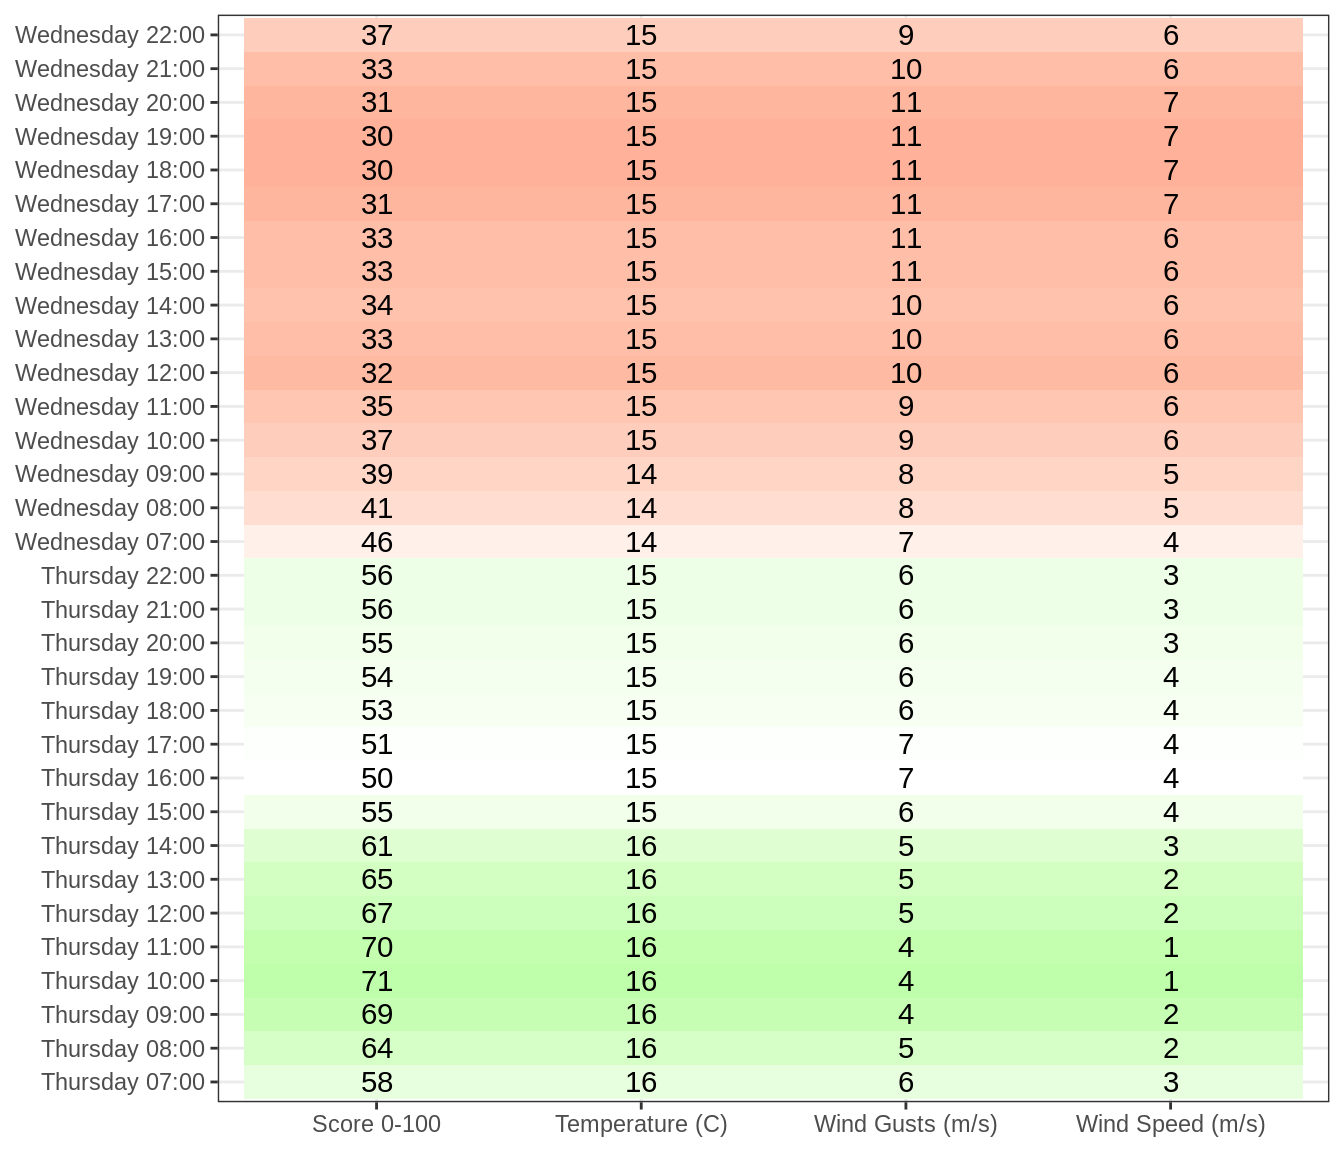 Wednesday 22:00 37 15 9 6
Wednesday 21:00 33 15 10 6
Wednesday 20:00 31 15 11 7
Wednesday 19:00 30 15 11 7
Wednesday 18:00 30 15 11 7
Wednesday 17:00 31 15 11 7
Wednesday 16:00 33 15 11 6
Wednesday 15:00 33 15 11 6
Wednesday 14:00 34 15 10 6
Wednesday 13:00 33 15 10 6
Wednesday 12:00 32 15 10 6
Wednesday 11:00 35 15 9 6
Wednesday 10:00 37 15 9 6
Wednesday 09:00 39 14 8 5
Wednesday 08:00 41 14 8 5
Wednesday 07:00 46 14 7 4
Thursday 22:00 56 15 6 3
Thursday 21:00 56 15 6 3
Thursday 20:00 55 15 6 3
Thursday 19:00 54 15 6 4
Thursday 18:00 53 15 6 4
Thursday 17:00 51 15 7 4
Thursday 16:00 50 15 7 4
Thursday 15:00 55 15 6 4
Thursday 14:00 61 16 5 3
Thursday 13:00 65 16 5 2
Thursday 12:00 67 16 5 2
Thursday 11:00 70 16 4 1
Thursday 10:00 71 16 4 1
Thursday 09:00 69 16 4 2
Thursday 08:00 64 16 5 2
Thursday 07:00 58 16 6 3
Score 0-100 Temperature (C) Wind Gusts (m/s) Wind Speed (m/s)